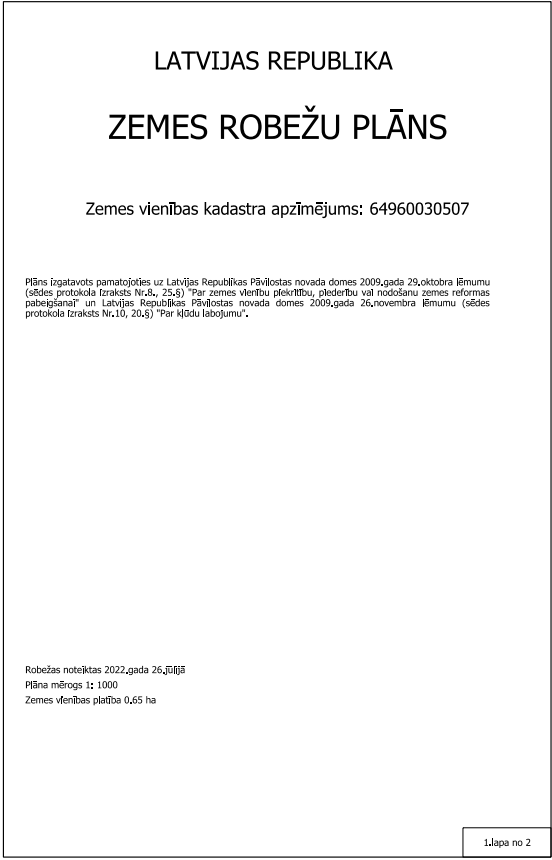 LATVIJAS REPUBLIKA
ZEMES ROBEŽU PLĀNS
Zemes vienības kadastra apzīmējums: 64960030507
Plāns izgatavots pamatojoties uz Latvijas Republikas Pāvilostas novada domes 2009.gada 29.oktobra lēmumu
(sēdes protokola izraksts Nr.8., 25.§) "Par zemes vienību piekritību, piederību vai nodošanu zemes reformas
pabeigšanai" un Latvijas Republikas Pāvilostas novada domes 2009.gada 26.novembra lēmumu (sēdes
protokola izraksts Nr.10, 20.§) "Par kļūdu labojumu".
Robežas noteiktas 2022.gada 26.jūlijā
Plāna mērogs 1: 1000
Zemes vienības platība 0.65 ha
1.lapa no 2